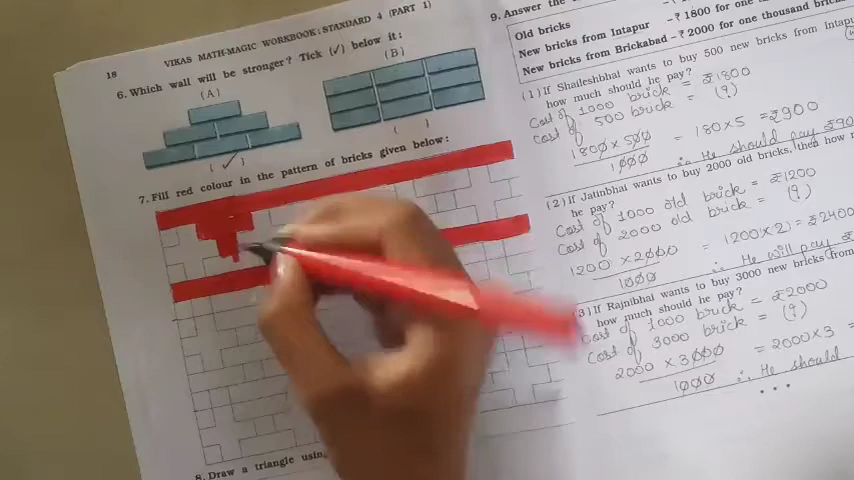 18
VIKAS MATH-MAGIC WORKBOOK : STANDARD 4 (PART 1)
6. Which wall will be stronger? Tick (✓) below it :
(A)
(B)
( ✓ )
( )
7. Fill red colour in the pattern of bricks given below :
8. Draw a triangle
9. Answer the
Old bricks
New bricks from Intapur - ₹ 1800 for one
New bricks from Brickabad - ₹ 2000 for one thousand
(1) If Shaileshbhai wants to buy 500 new bricks from
how much should he pay?
Cost of 1000 brick = ₹1800
Cost of 500 brick = (?)
1800 × 500
1000
= 180×5 = ₹900
∴ He should pay
(2) If Jatinbhai wants to buy 2000 old bricks, then how
he pay?
Cost of 1000 old brick = ₹1200
Cost of 2000 old brick = (?)
1200 × 2000
1000
= 1200×2 = ₹2400
∴ He will pay
(3) If Rajnibhai wants to buy 3000 new bricks from
how much should he pay?
Cost of 1000 brick = ₹2000
Cost of 3000 brick = (?)
2000 × 3000
1000
= 2000×3 =
∴ He should